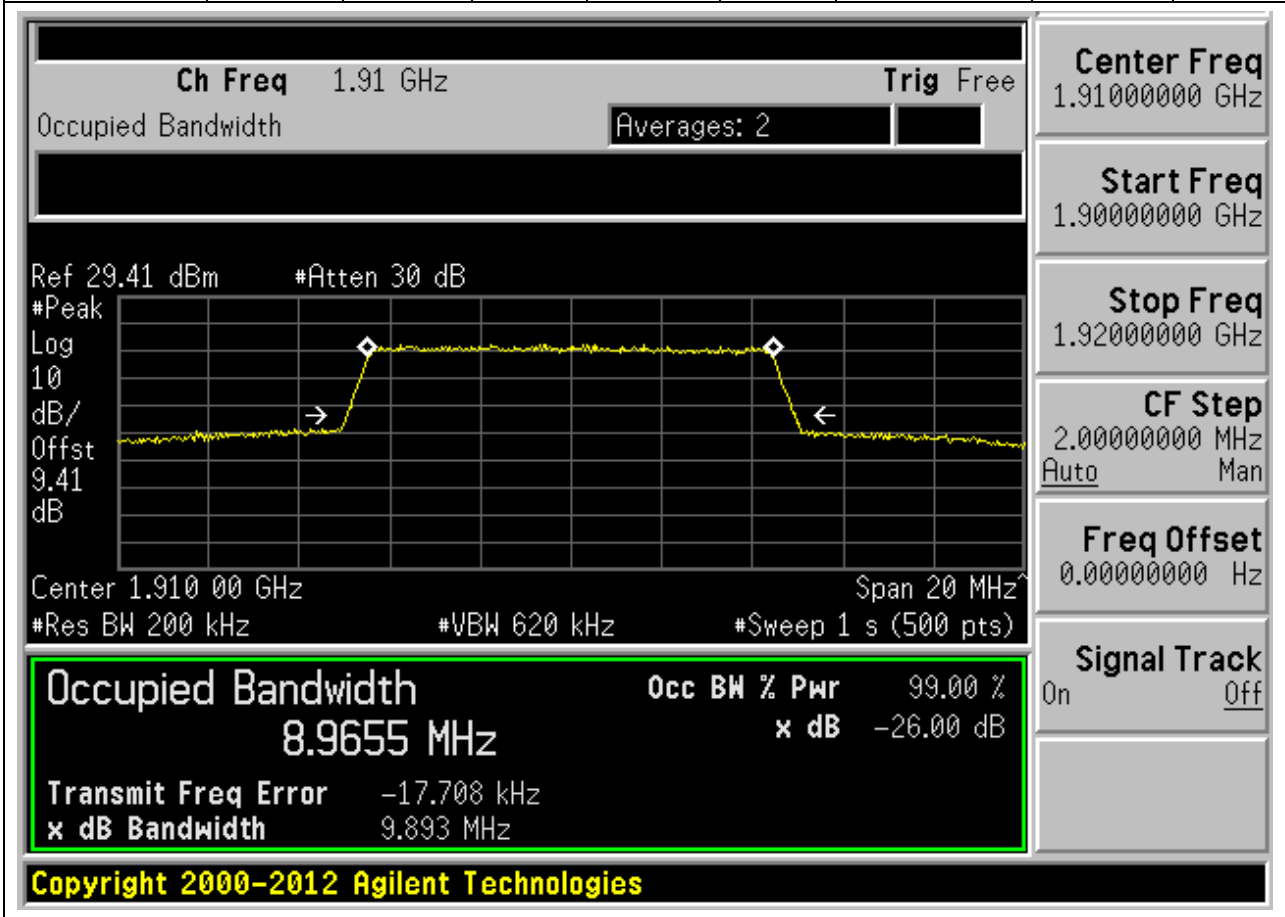 Ch Freq 1.91 GHz Trig Free
Occupied Bandwidth Averages: 2
Ref 29.41 dBm #Atten 30 dB
#Peak
Log
10
dB/
Offst
9.41
dB
Center 1.910 00 GHz Span 20 MHz^
#Res BW 200 kHz #VBW 620 kHz #Sweep 1 s (500 pts)
Occupied Bandwidth Occ BW % Pwr 99.00 %
8.9655 MHz x dB -26.00 dB
Transmit Freq Error -17.708 kHz
x dB Bandwidth 9.893 MHz
Copyright 2000-2012 Agilent Technologies
Center Freq
1.91000000 GHz
Start Freq
1.90000000 GHz
Stop Freq
1.92000000 GHz
CF Step
2.00000000 MHz
Auto Man
Freq Offset
0.00000000 Hz
Signal Track
On Off